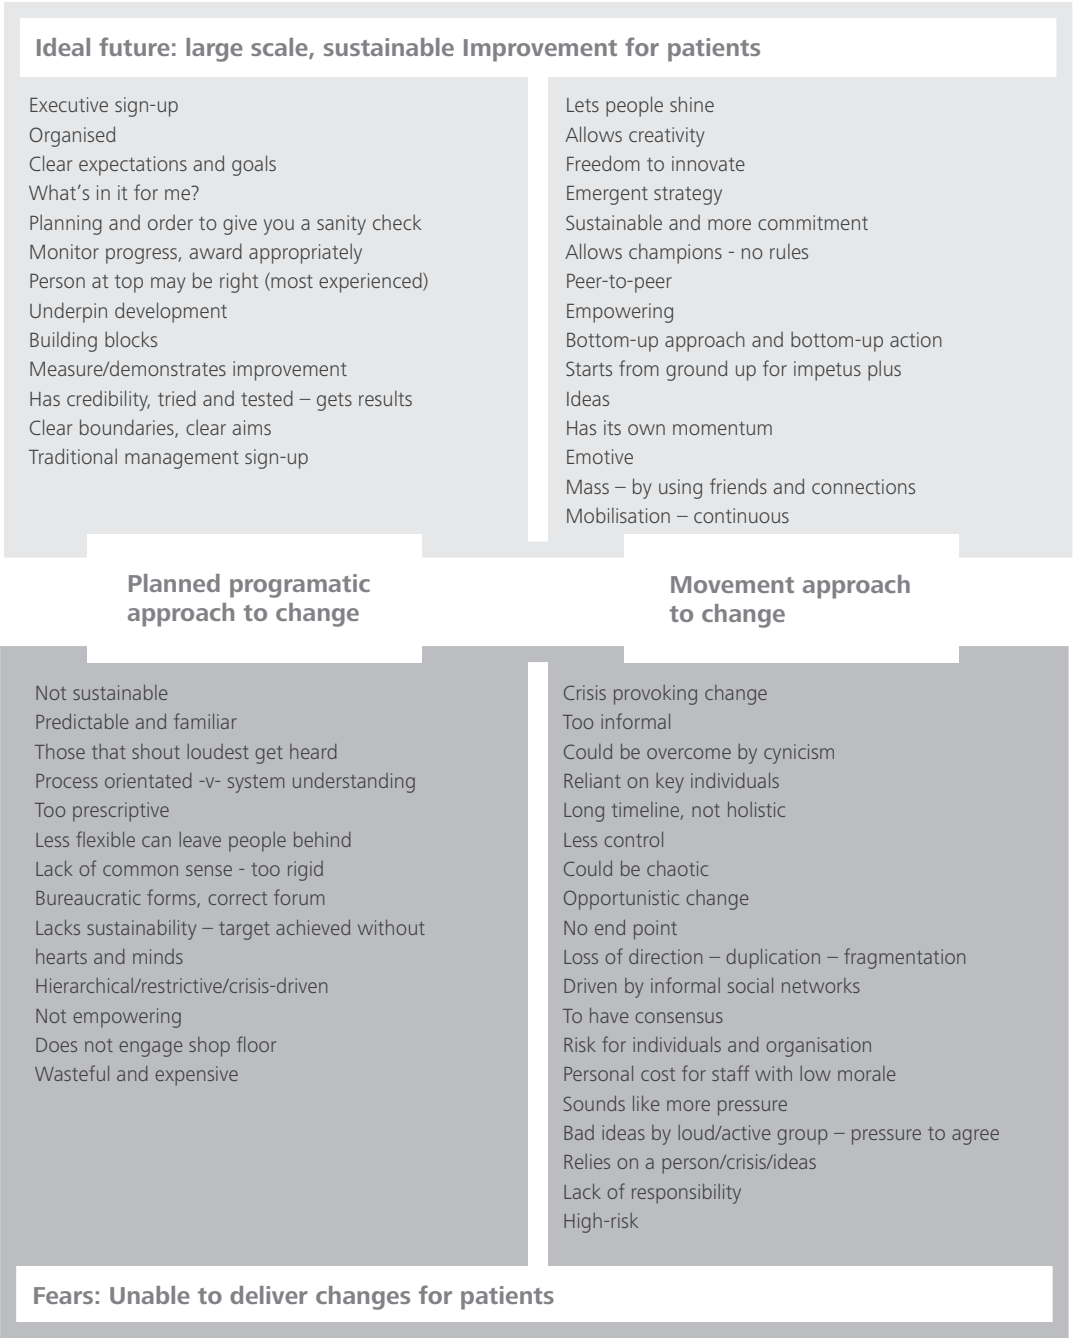 Ideal future: large scale, sustainable Improvement for patients
Executive sign-up
Organised
Clear expectations and goals
What's in it for me?
Planning and order to give you a sanity check
Monitor progress, award appropriately
Person at top may be right (most experienced)
Underpin development
Building blocks
Measure/demonstrates improvement
Has credibility, tried and tested – gets results
Clear boundaries, clear aims
Traditional management sign-up
Lets people shine
Allows creativity
Freedom to innovate
Emergent strategy
Sustainable and more commitment
Allows champions - no rules
Peer-to-peer
Empowering
Bottom-up approach and bottom-up action
Starts from ground up for impetus plus
Ideas
Has its own momentum
Emotive
Mass – by using friends and connections
Mobilisation – continuous
Planned programatic
approach to change
Movement approach
to change
Not sustainable
Predictable and familiar
Those that shout loudest get heard
Process orientated -v- system understanding
Too prescriptive
Less flexible can leave people behind
Lack of common sense - too rigid
Bureaucratic forms, correct forum
Lacks sustainability – target achieved without
hearts and minds
Hierarchical/restrictive/crisis-driven
Not empowering
Does not engage shop floor
Wasteful and expensive
Crisis provoking change
Too informal
Could be overcome by cynicism
Reliant on key individuals
Long timeline, not holistic
Less control
Could be chaotic
Opportunistic change
No end point
Loss of direction – duplication – fragmentation
Driven by informal social networks
To have consensus
Risk for individuals and organisation
Personal cost for staff with low morale
Sounds like more pressure
Bad ideas by loud/active group – pressure to agree
Relies on a person/crisis/ideas
Lack of responsibility
High-risk
Fears: Unable to deliver changes for patients